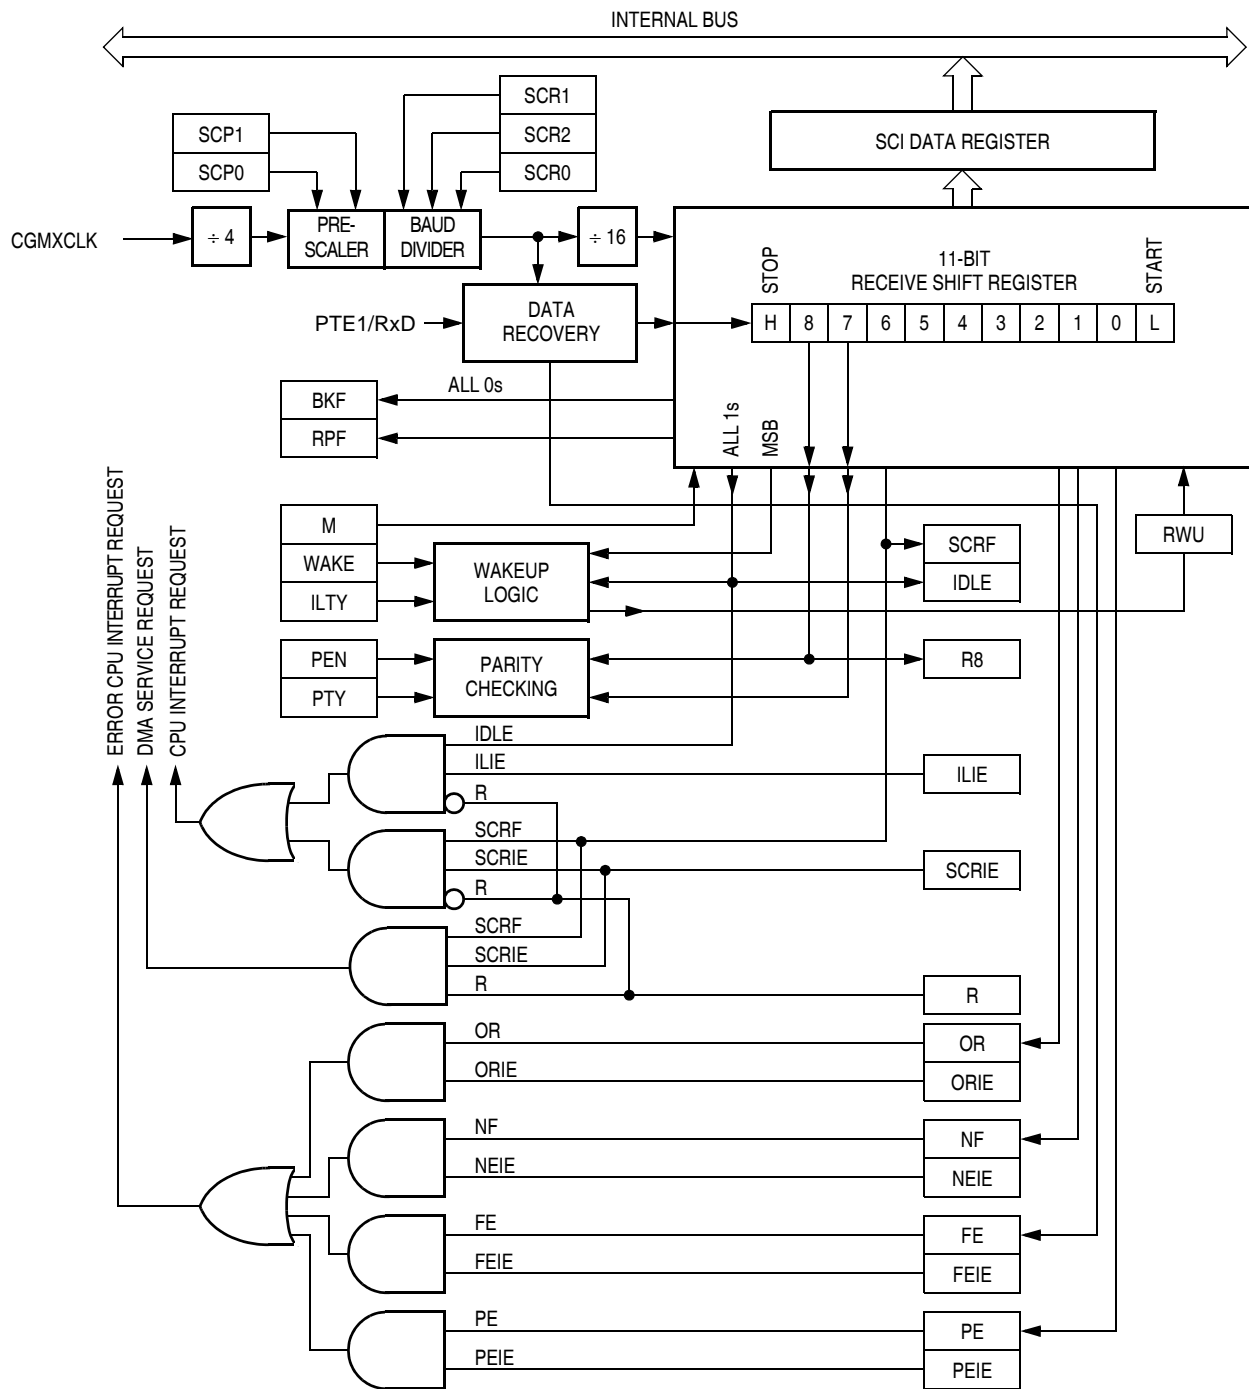 INTERNAL BUS
SCR1
SCP1
SCR2
SCI DATA REGISTER
SCP0
SCR0
CGMXCLK
÷ 4
PRE-
SCALER
BAUD
DIVIDER
÷ 16
STOP
11-BIT
RECEIVE SHIFT REGISTER
START
PTE1/RxD
DATA
RECOVERY
H 8 7 6 5 4 3 2 1 0 L
ALL 0s
BKF
RPF
ALL 1s
MSB
M
WAKE
ILTY
WAKEUP
LOGIC
SCRF
IDLE
RWU
PEN
PTY
PARITY
CHECKING
R8
ERROR CPU INTERRUPT REQUEST
DMA SERVICE REQUEST
CPU INTERRUPT REQUEST
IDLE
ILIE
ILIE
R
SCRF
SCRIE
SCRIE
R
SCRF
SCRIE
R
R
OR
OR
ORIE
ORIE
NF
NF
NEIE
NEIE
FE
FE
FEIE
FEIE
PE
PE
PEIE
PEIE